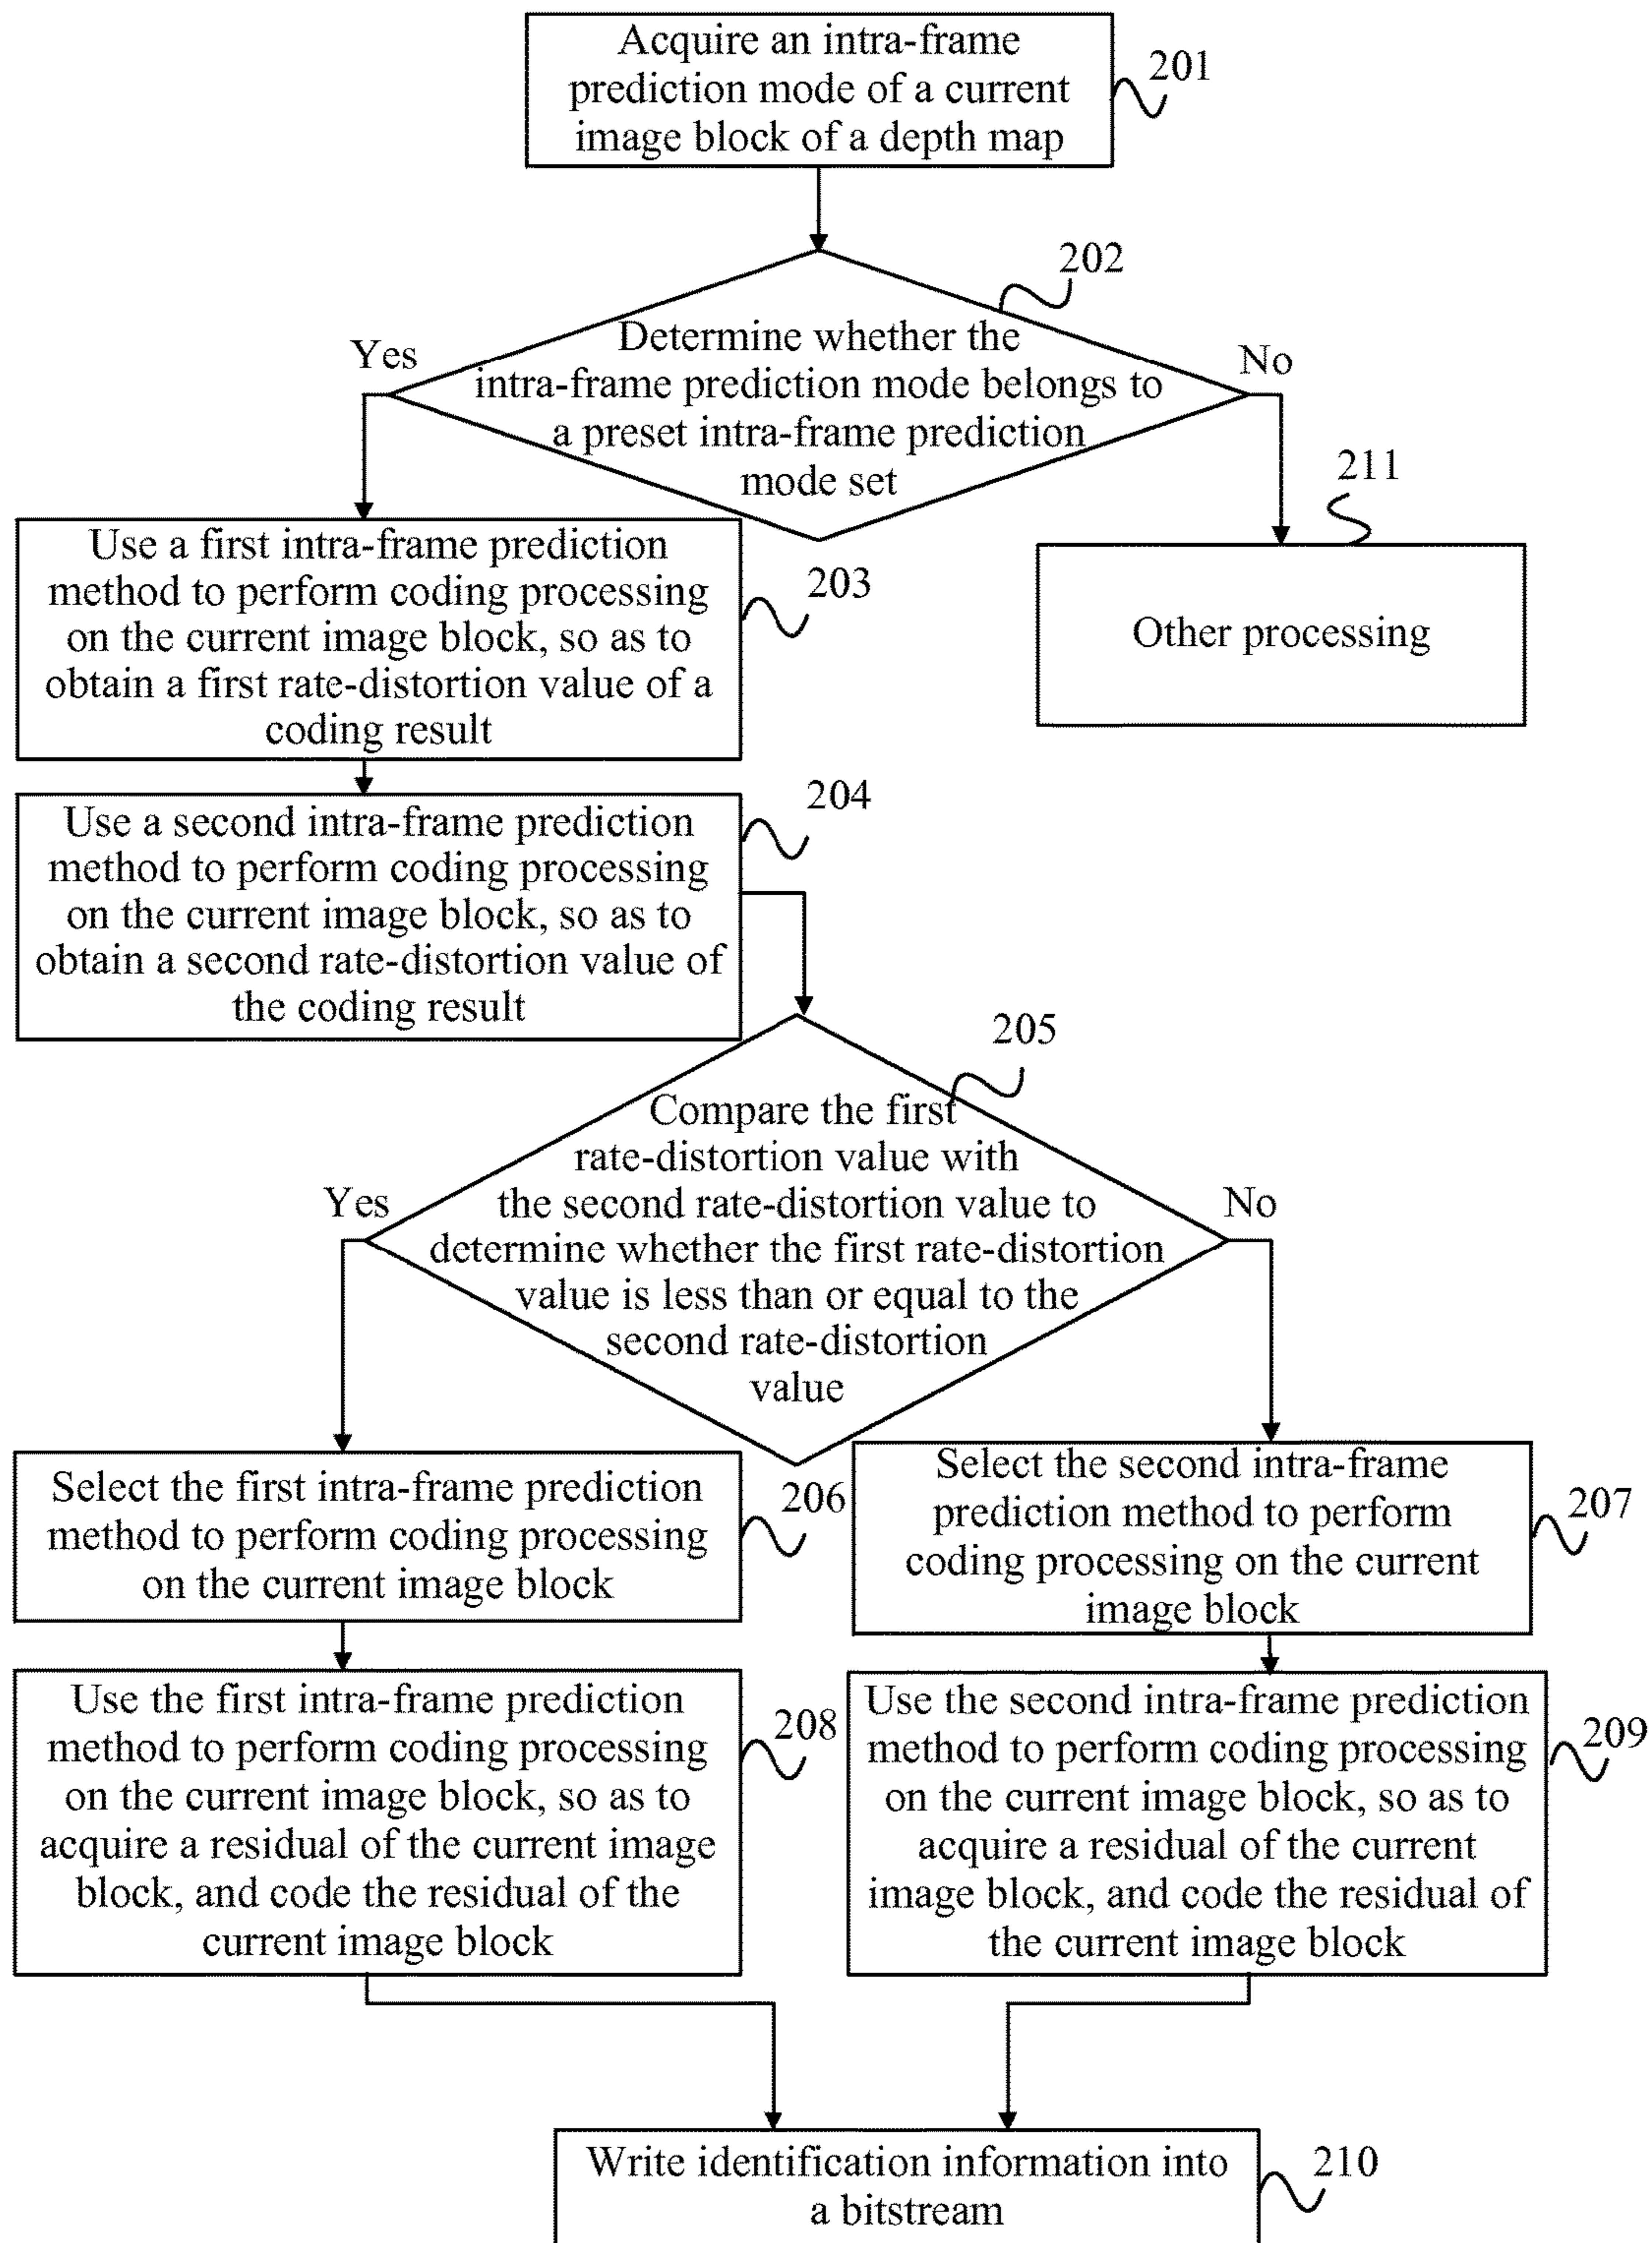 Acquire an intra-frame
prediction mode of a current
image block of a depth map
201
202
Determine whether the
intra-frame prediction mode belongs to
a preset intra-frame prediction
mode set
Yes
No
211
Use a first intra-frame prediction
method to perform coding processing
on the current image block, so as to
obtain a first rate-distortion value of a
coding result
203
Other processing
Use a second intra-frame prediction
method to perform coding processing
on the current image block, so as to
obtain a second rate-distortion value of
the coding result
204
205
Compare the first
rate-distortion value with
the second rate-distortion value to
determine whether the first rate-distortion
value is less than or equal to the
second rate-distortion
value
Yes
No
Select the first intra-frame prediction
method to perform coding processing
on the current image block
206
Select the second intra-frame
prediction method to perform
coding processing on the current
image block
207
Use the first intra-frame prediction
method to perform coding processing
on the current image block, so as to
acquire a residual of the current image
block, and code the residual of the
current image block
208
Use the second intra-frame prediction
method to perform coding processing
on the current image block, so as to
acquire a residual of the current
image block, and code the residual of
the current image block
209
Write identification information into
a bitstream
210